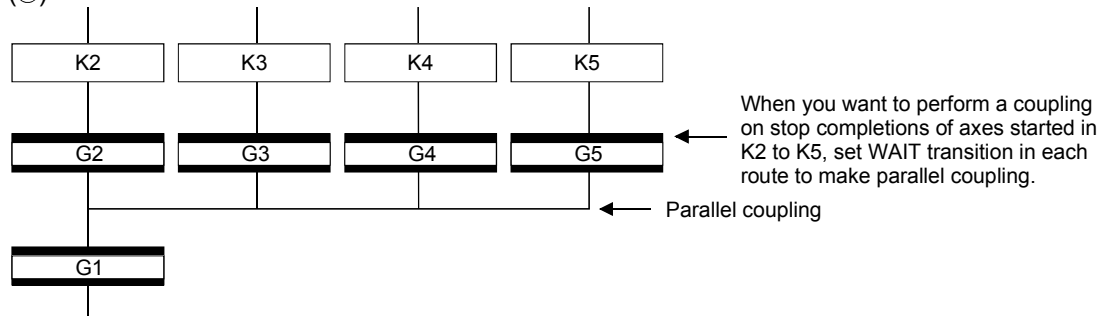 K2 K3 K4 K5
When you want to perform a coupling
on stop completions of axes started in
K2 to K5, set WAIT transition in each
route to make parallel coupling.
G2 G3 G4 G5
Parallel coupling
G1